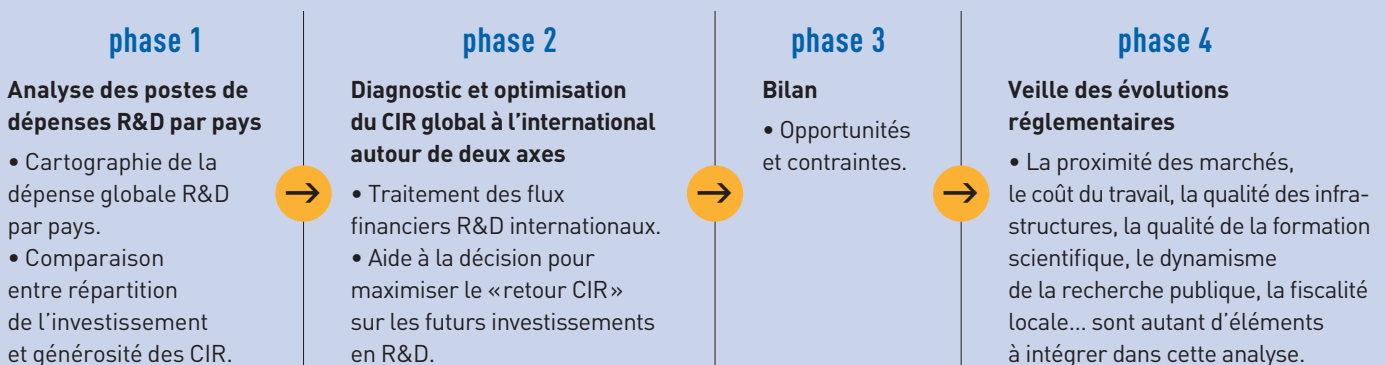 phase 1
Analyse des postes de
dépenses R&D par pays
• Cartographie de la
dépense globale R&D
par pays.
• Comparaison
entre répartition
de l'investissement
et générosité des CIR.
→
phase 2
Diagnostic et optimisation
du CIR global à l'international
autour de deux axes
• Traitement des flux
financiers R&D internationaux.
• Aide à la décision pour
maximiser le «retour CIR»
sur les futurs investissements
en R&D.
→
phase 3
Bilan
• Opportunités
et contraintes.
→
phase 4
Veille des évolutions
réglementaires
• La proximité des marchés,
le coût du travail, la qualité des infra-
structures, la qualité de la formation
scientifique, le dynamisme
de la recherche publique, la fiscalité
locale... sont autant d'éléments
à intégrer dans cette analyse.